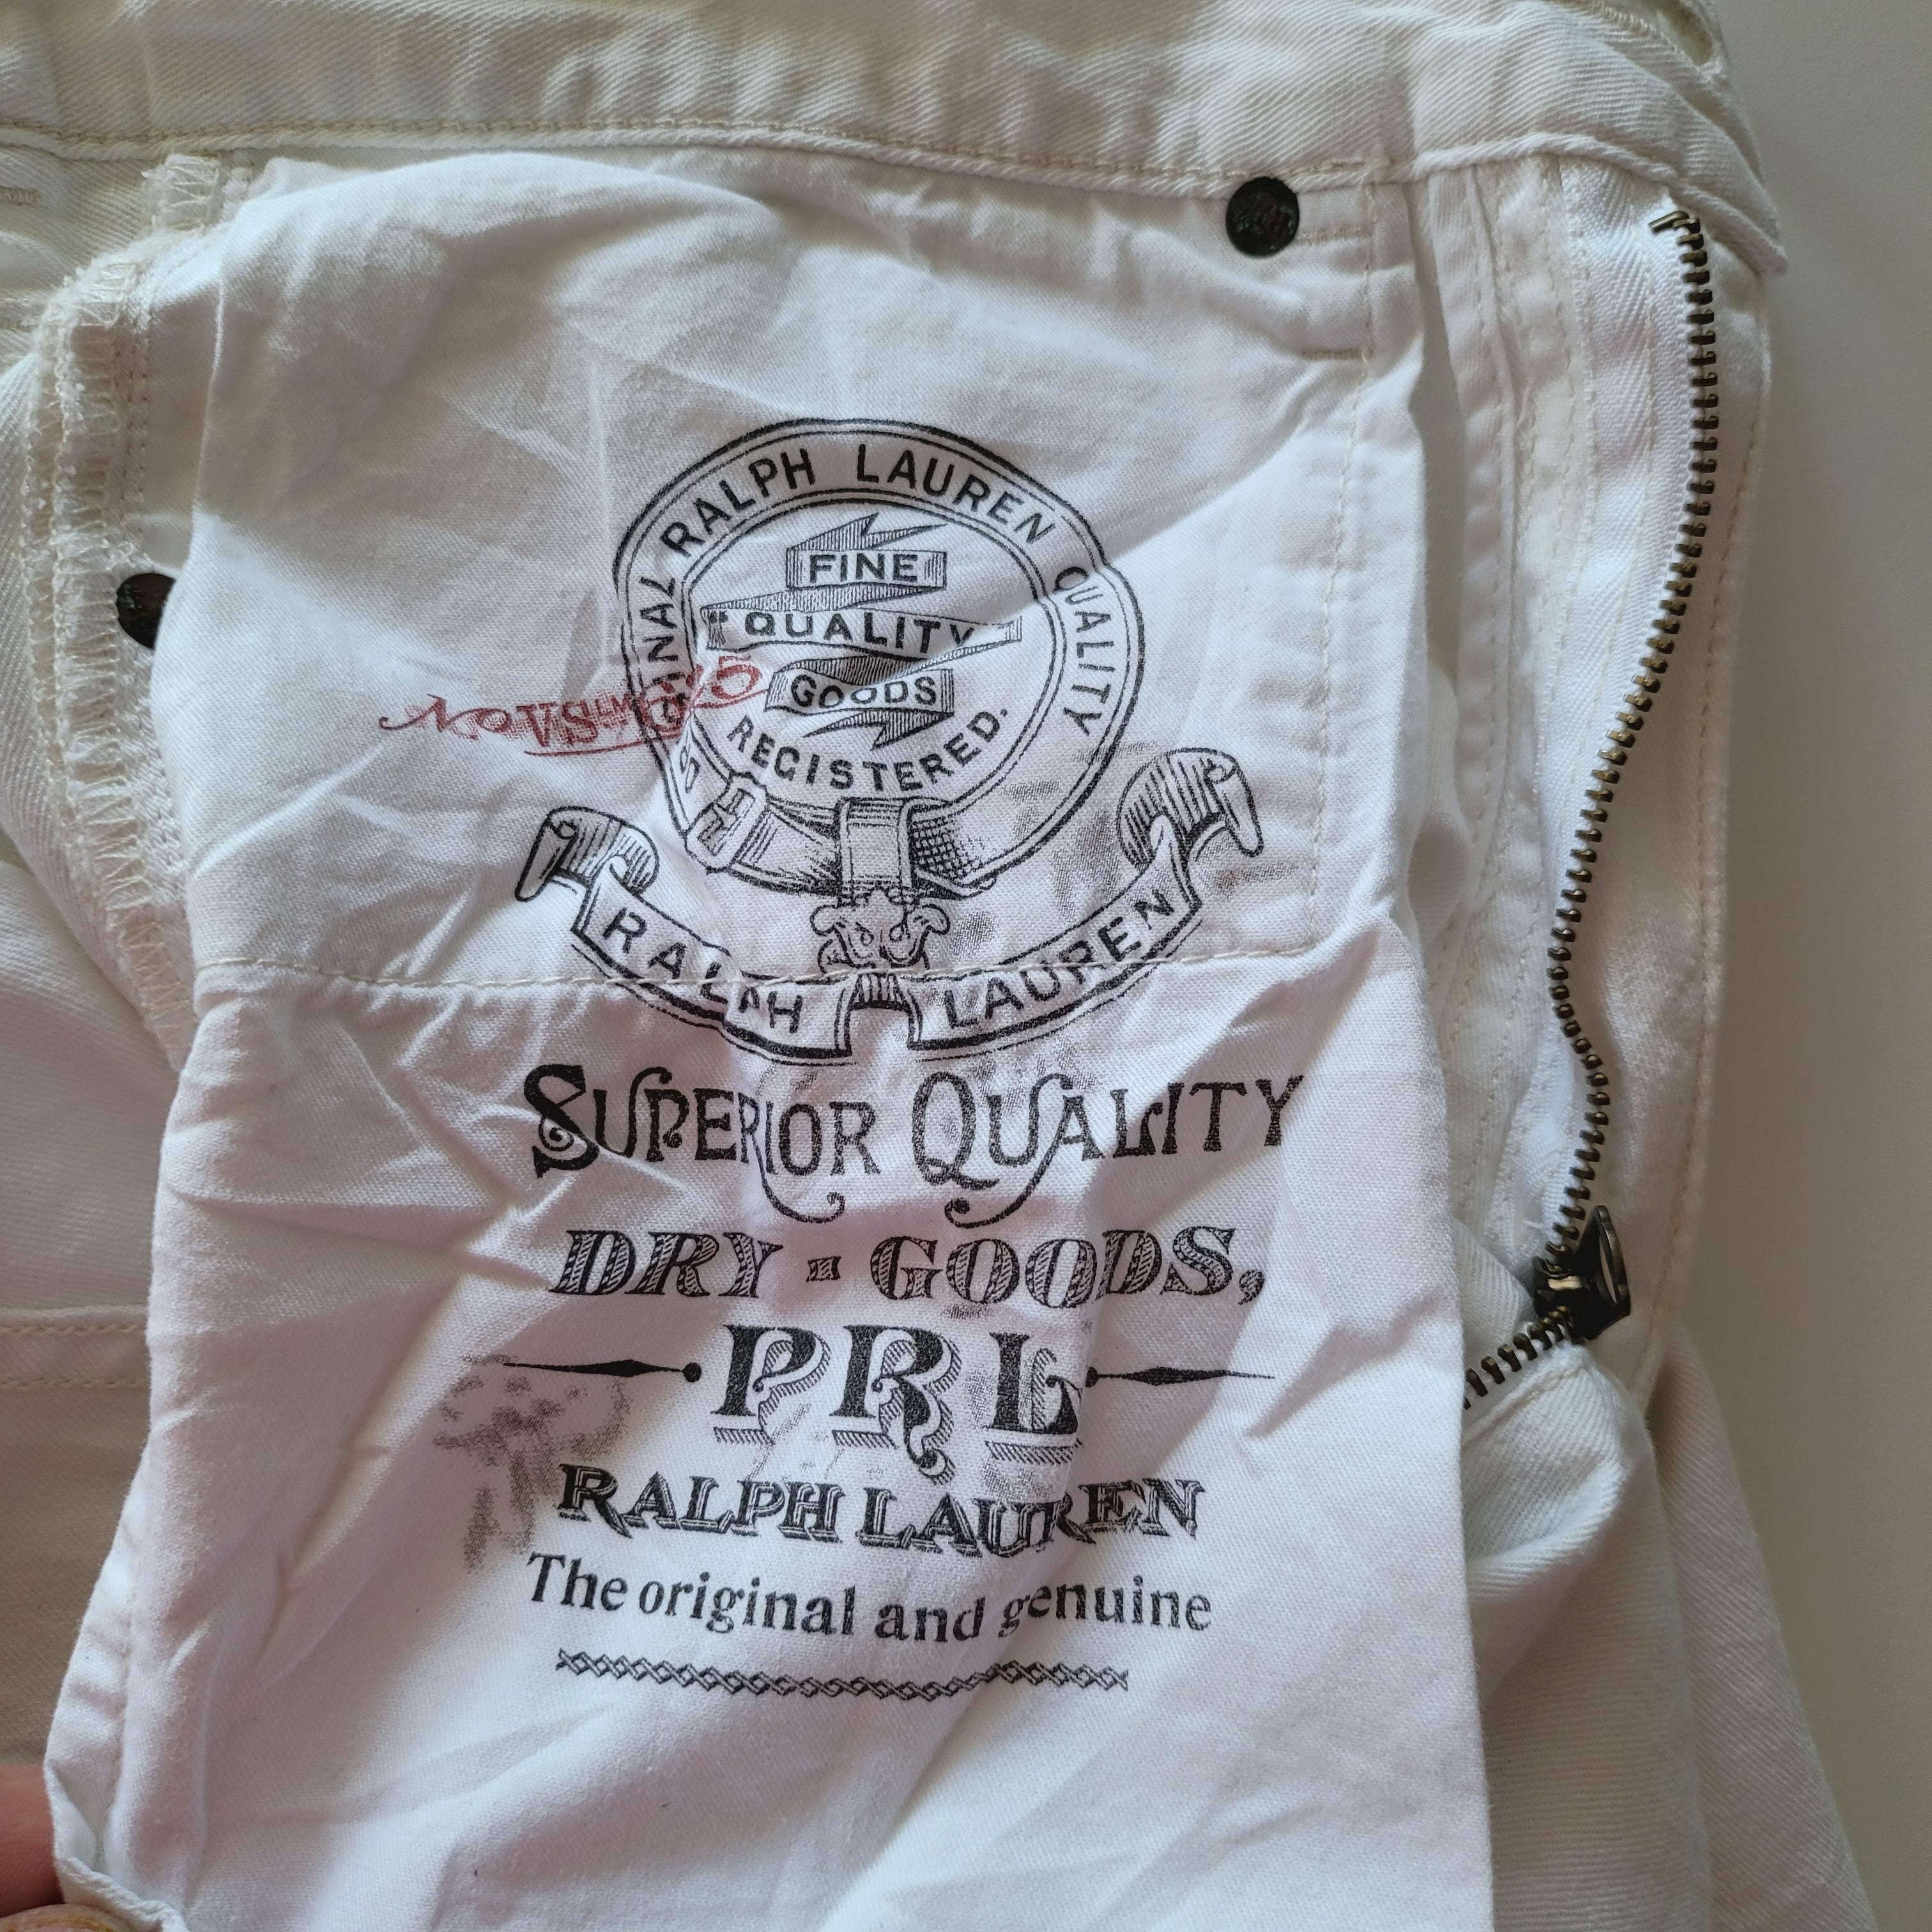 ORIGINAL RALPH LAUREN QUALITY
FINE
QUALITY
GOODS
REGISTERED.
RALPH LAUREN
SUPERIOR QUALITY
DRY - GOODS,
PRL
RALPH LAUREN
The original and genuine